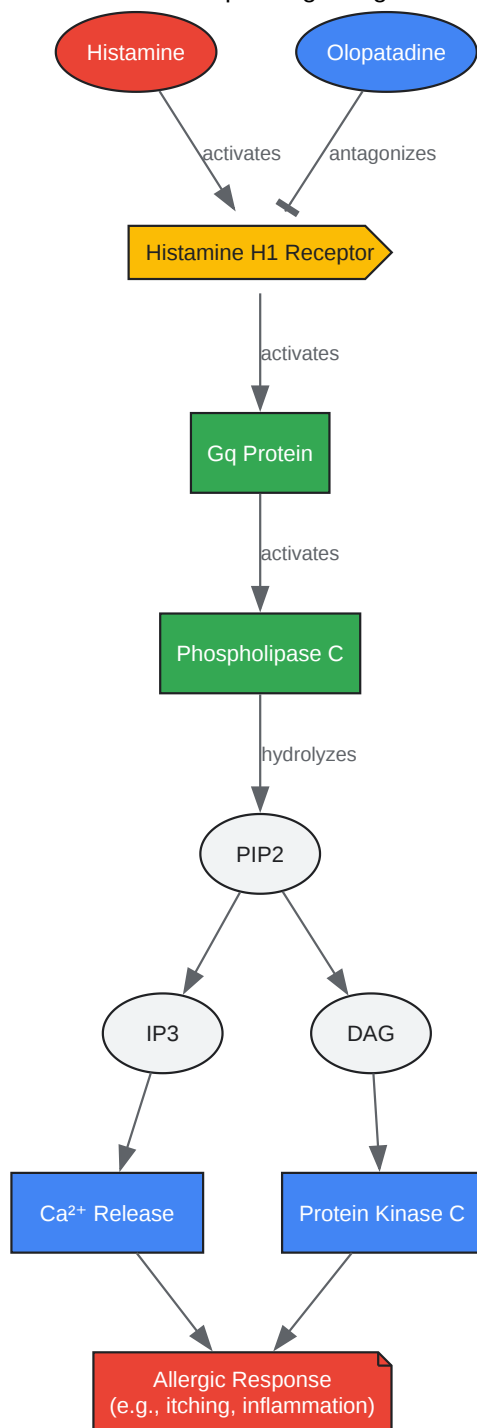 Histamine
Olopatadine
activates
antagonizes
Histamine H1 Receptor
activates
Gq Protein
activates
Phospholipase C
hydrolyzes
PIP2
IP3
DAG
Ca²⁺ Release
Protein Kinase C
Allergic Response
(e.g., itching, inflammation)